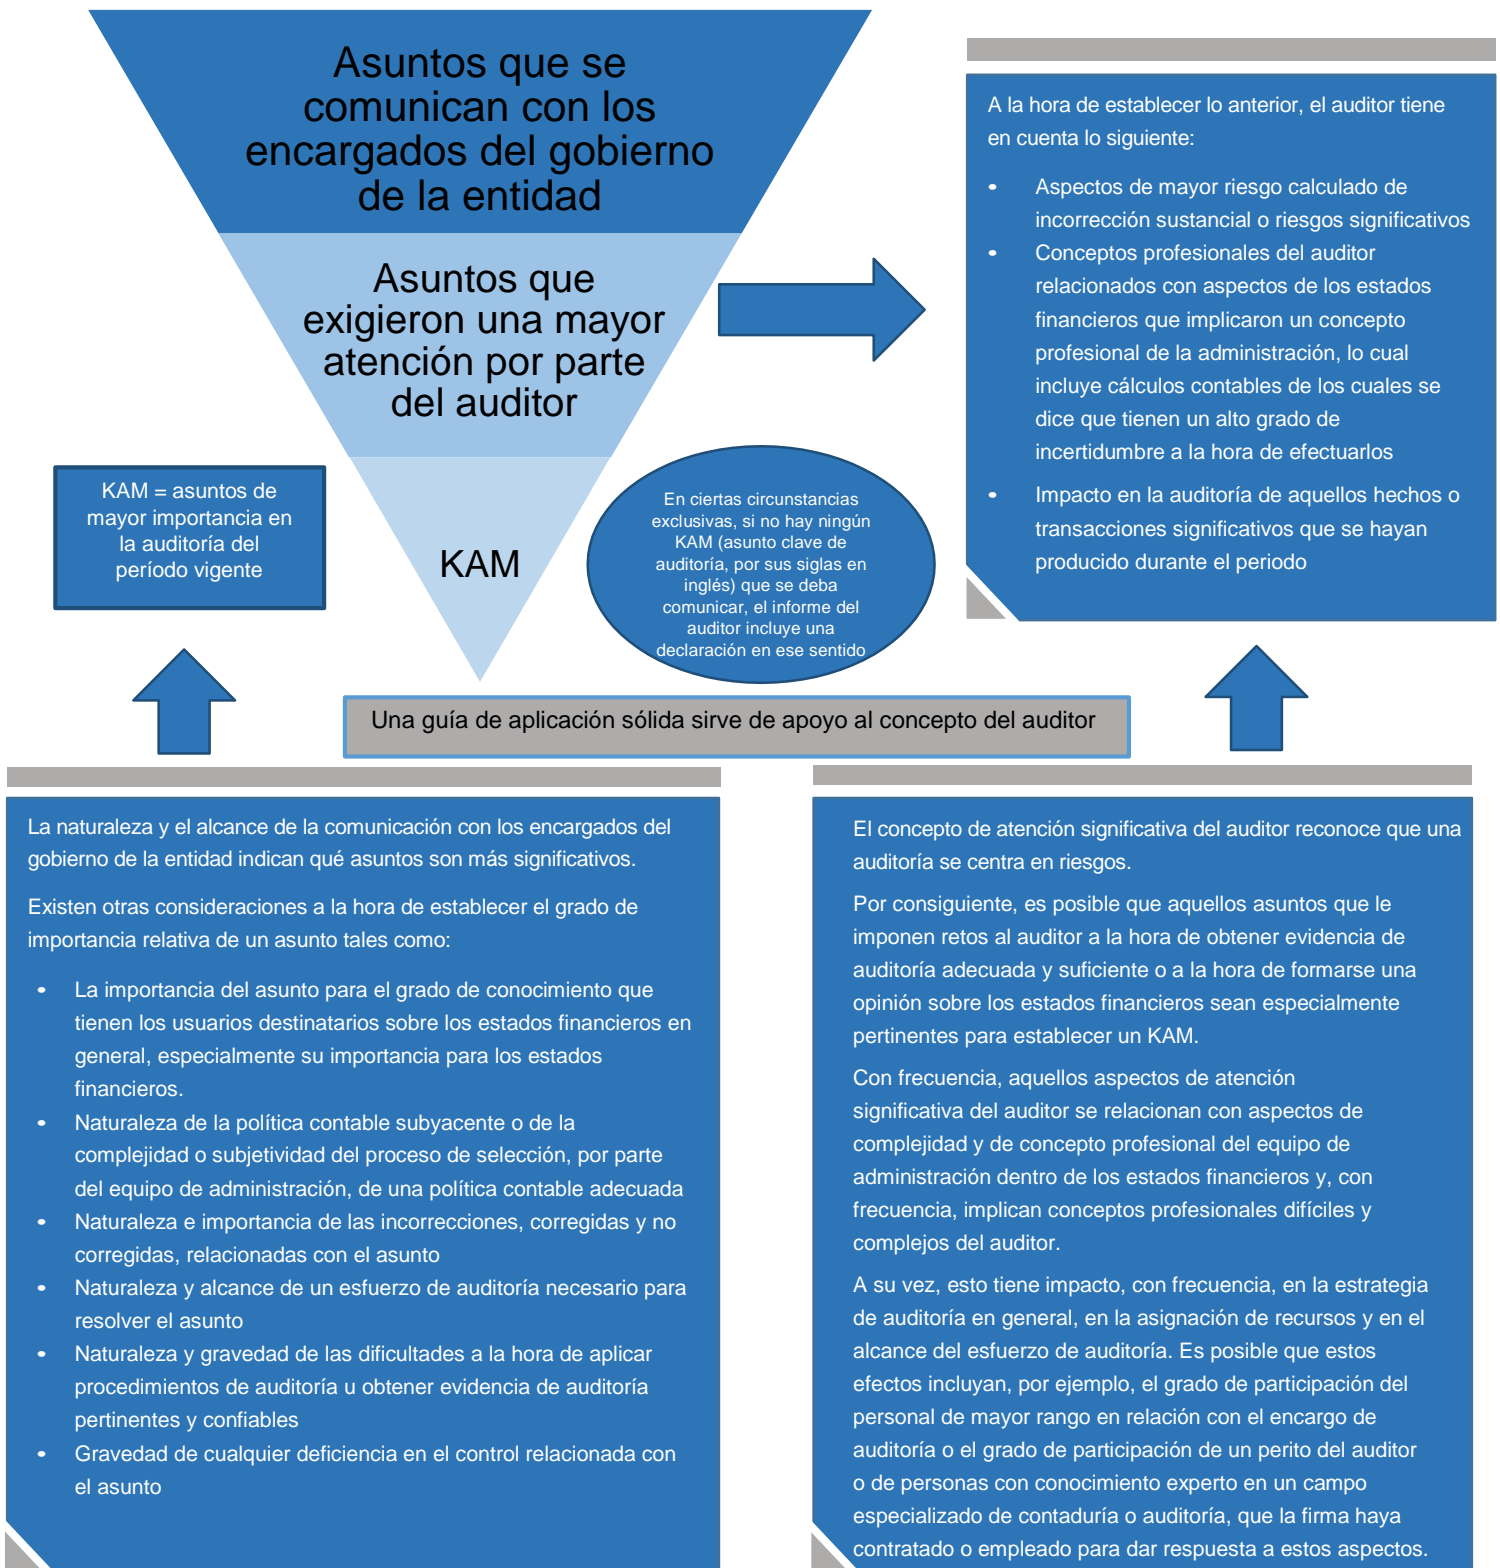 Asuntos que se
comunican con los
encargados del gobierno
de la entidad
Asuntos que
exigieron una mayor
atención por parte
del auditor
KAM
A la hora de establecer lo anterior, el auditor tiene
en cuenta lo siguiente:
• Aspectos de mayor riesgo calculado de
incorrección sustancial o riesgos significativos
• Conceptos profesionales del auditor
relacionados con aspectos de los estados
financieros que implicaron un concepto
profesional de la administración, lo cual
incluye cálculos contables de los cuales se
dice que tienen un alto grado de
incertidumbre a la hora de efectuarlos
• Impacto en la auditoría de aquellos hechos o
transacciones significativos que se hayan
producido durante el periodo
KAM = asuntos de
mayor importancia en
la auditoría del
período vigente
En ciertas circunstancias
exclusivas, si no hay ningún
KAM (asunto clave de
auditoría, por sus siglas en
inglés) que se deba
comunicar, el informe del
auditor incluye una
declaración en ese sentido
Una guía de aplicación sólida sirve de apoyo al concepto del auditor
La naturaleza y el alcance de la comunicación con los encargados del
gobierno de la entidad indican qué asuntos son más significativos.
Existen otras consideraciones a la hora de establecer el grado de
importancia relativa de un asunto tales como:
• La importancia del asunto para el grado de conocimiento que
tienen los usuarios destinatarios sobre los estados financieros en
general, especialmente su importancia para los estados
financieros.
• Naturaleza de la política contable subyacente o de la
complejidad o subjetividad del proceso de selección, por parte
del equipo de administración, de una política contable adecuada
• Naturaleza e importancia de las incorrecciones, corregidas y no
corregidas, relacionadas con el asunto
• Naturaleza y alcance de un esfuerzo de auditoría necesario para
resolver el asunto
• Naturaleza y gravedad de las dificultades a la hora de aplicar
procedimientos de auditoría u obtener evidencia de auditoría
pertinentes y confiables
• Gravedad de cualquier deficiencia en el control relacionada con
el asunto
El concepto de atención significativa del auditor reconoce que una
auditoría se centra en riesgos.
Por consiguiente, es posible que aquellos asuntos que le
imponen retos al auditor a la hora de obtener evidencia de
auditoría adecuada y suficiente o a la hora de formarse una
opinión sobre los estados financieros sean especialmente
pertinentes para establecer un KAM.
Con frecuencia, aquellos aspectos de atención
significativa del auditor se relacionan con aspectos de
complejidad y de concepto profesional del equipo de
administración dentro de los estados financieros y, con
frecuencia, implican conceptos profesionales difíciles y
complejos del auditor.
A su vez, esto tiene impacto, con frecuencia, en la estrategia
de auditoría en general, en la asignación de recursos y en el
alcance del esfuerzo de auditoría. Es posible que estos
efectos incluyan, por ejemplo, el grado de participación del
personal de mayor rango en relación con el encargo de
auditoría o el grado de participación de un perito del auditor
o de personas con conocimiento experto en un campo
especializado de contaduría o auditoría, que la firma haya
contratado o empleado para dar respuesta a estos aspectos.